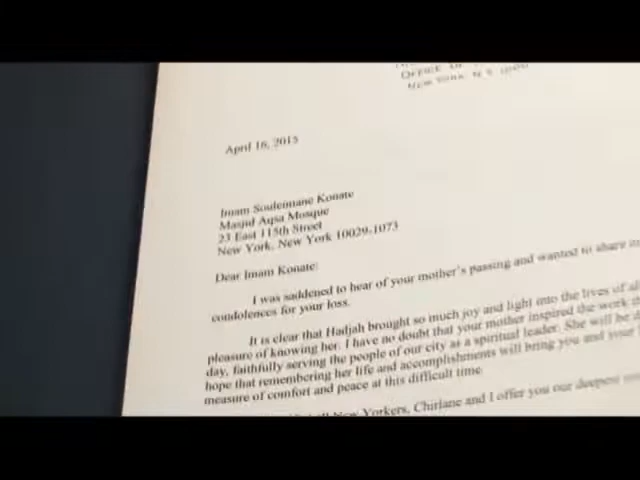 OFFICE OF
NEW YORK, N.Y. 10007
April 16, 2015
Imam Souleimane Konate
Masjid Aqsa Mosque
23 East 115th Street
New York, New York 10029-1073
Dear Imam Konate:
I was saddened to hear of your mother's passing and wanted to share
condolences for your loss.
It is clear that Hadjah brought so much joy and light into the lives of
pleasure of knowing her. I have no doubt that your mother inspired the work
day, faithfully serving the people of our city as a spiritual leader. She will be
hope that remembering her life and accomplishments will bring you and your
measure of comfort and peace at this difficult time.
New Yorkers, Chirlane and I offer you our deepest